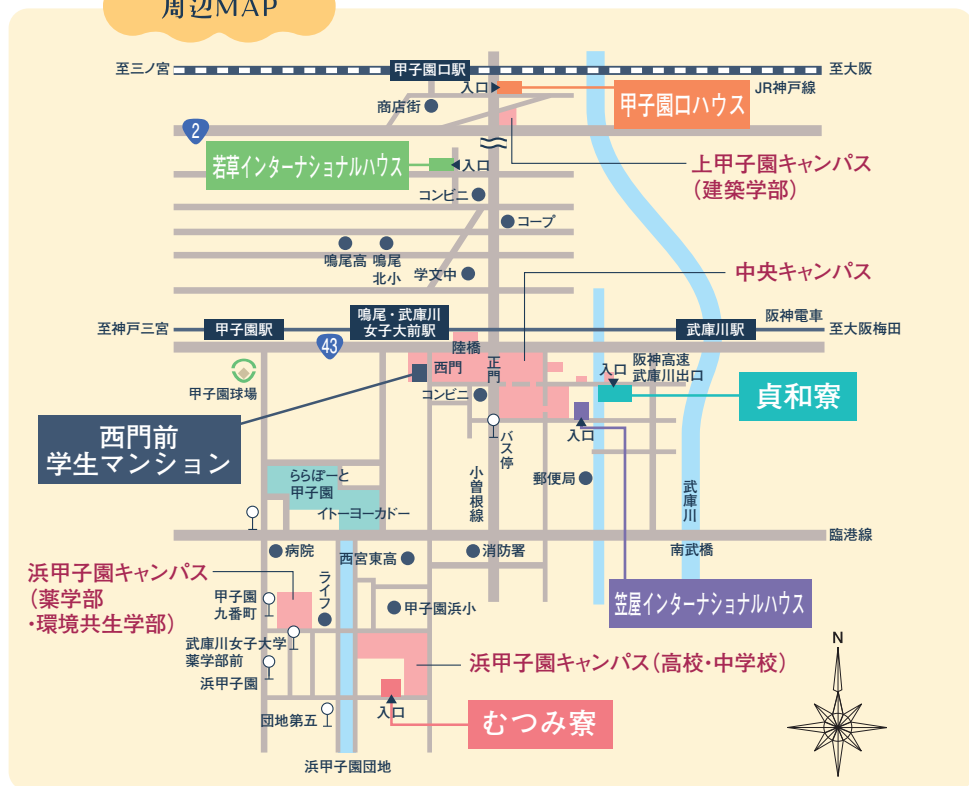 周辺MAP
至三ノ宮
甲子園口駅
至大阪
JR神戸線
入口
甲子園口ハウス
商店街
2
上甲子園キャンパス
(建築学部)
若草インターナショナルハウス
入口
コンビニ
コープ
鳴尾高
鳴尾
北小
学文中
中央キャンパス
至神戸三宮
甲子園駅
鳴尾・武庫川
女子大前駅
武庫川駅
阪神電車
至大阪梅田
43
陸橋
西門
正門
甲子園球場
コンビニ
入口
阪神高速
武庫川出口
貞和寮
西門前
学生マンション
バス停
入口
小曽根線
郵便局
武庫川
ららぽーと
甲子園
イトーヨーカドー
臨港線
病院
西宮東高
消防署
南武橋
浜甲子園キャンパス
(薬学部
・環境共生学部)
甲子園
九番町
ライフ
甲子園浜小
笠屋インターナショナルハウス
武庫川女子大学
薬学部前
浜甲子園
浜甲子園キャンパス(高校・中学校)
団地第五
入口
むつみ寮
浜甲子園団地
N